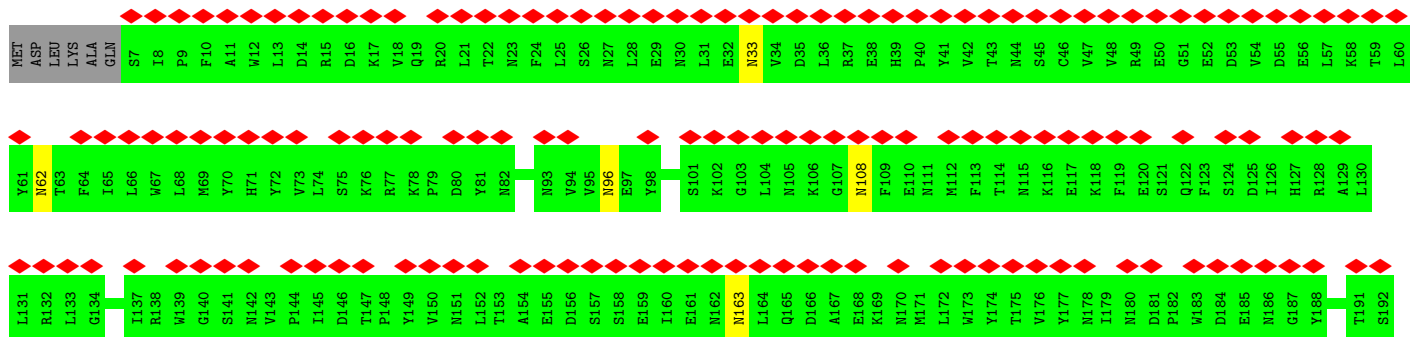 MET ASP LEU LYS ALA GLN S7 I8 P9 F10 A11 W12 L13 D14 R15 D16 K17 V18 Q19 R20 L21 T22 N23 F24 L25 S26 N27 L28 E29 N30 L31 E32 N33 V34 D35 L36 R37 E38 H39 P40 Y41 V42 T43 N44 S45 C46 V47 V48 R49 E50 G51 E52 D53 V54 D55 E56 L57 K58 T59 L60
Y61 N62 T63 F64 I65 L66 W67 L68 M69 Y70 H71 Y72 V73 L74 S75 K76 R77 K78 P79 D80 Y81 N82 N93 V94 V95 N96 E97 Y98 S101 K102 G103 L104 N105 K106 G107 N108 F109 E110 N111 M112 F113 T114 N115 K116 E117 K118 F119 E120 S121 Q122 F123 S124 D125 I126 H127 R128 A129 L130
L131 R132 L133 G134 I137 R138 W139 G140 S141 N142 V143 P144 I145 D146 T147 P148 Y149 V150 N151 L152 T153 A154 E155 D156 S157 S158 E159 I160 E161 N162 N163 L164 Q165 D166 A167 E168 K169 N170 M171 L172 W173 Y174 T175 V176 Y177 N178 I179 N180 D181 P182 W183 D184 E185 N186 G187 Y188 T191 S192